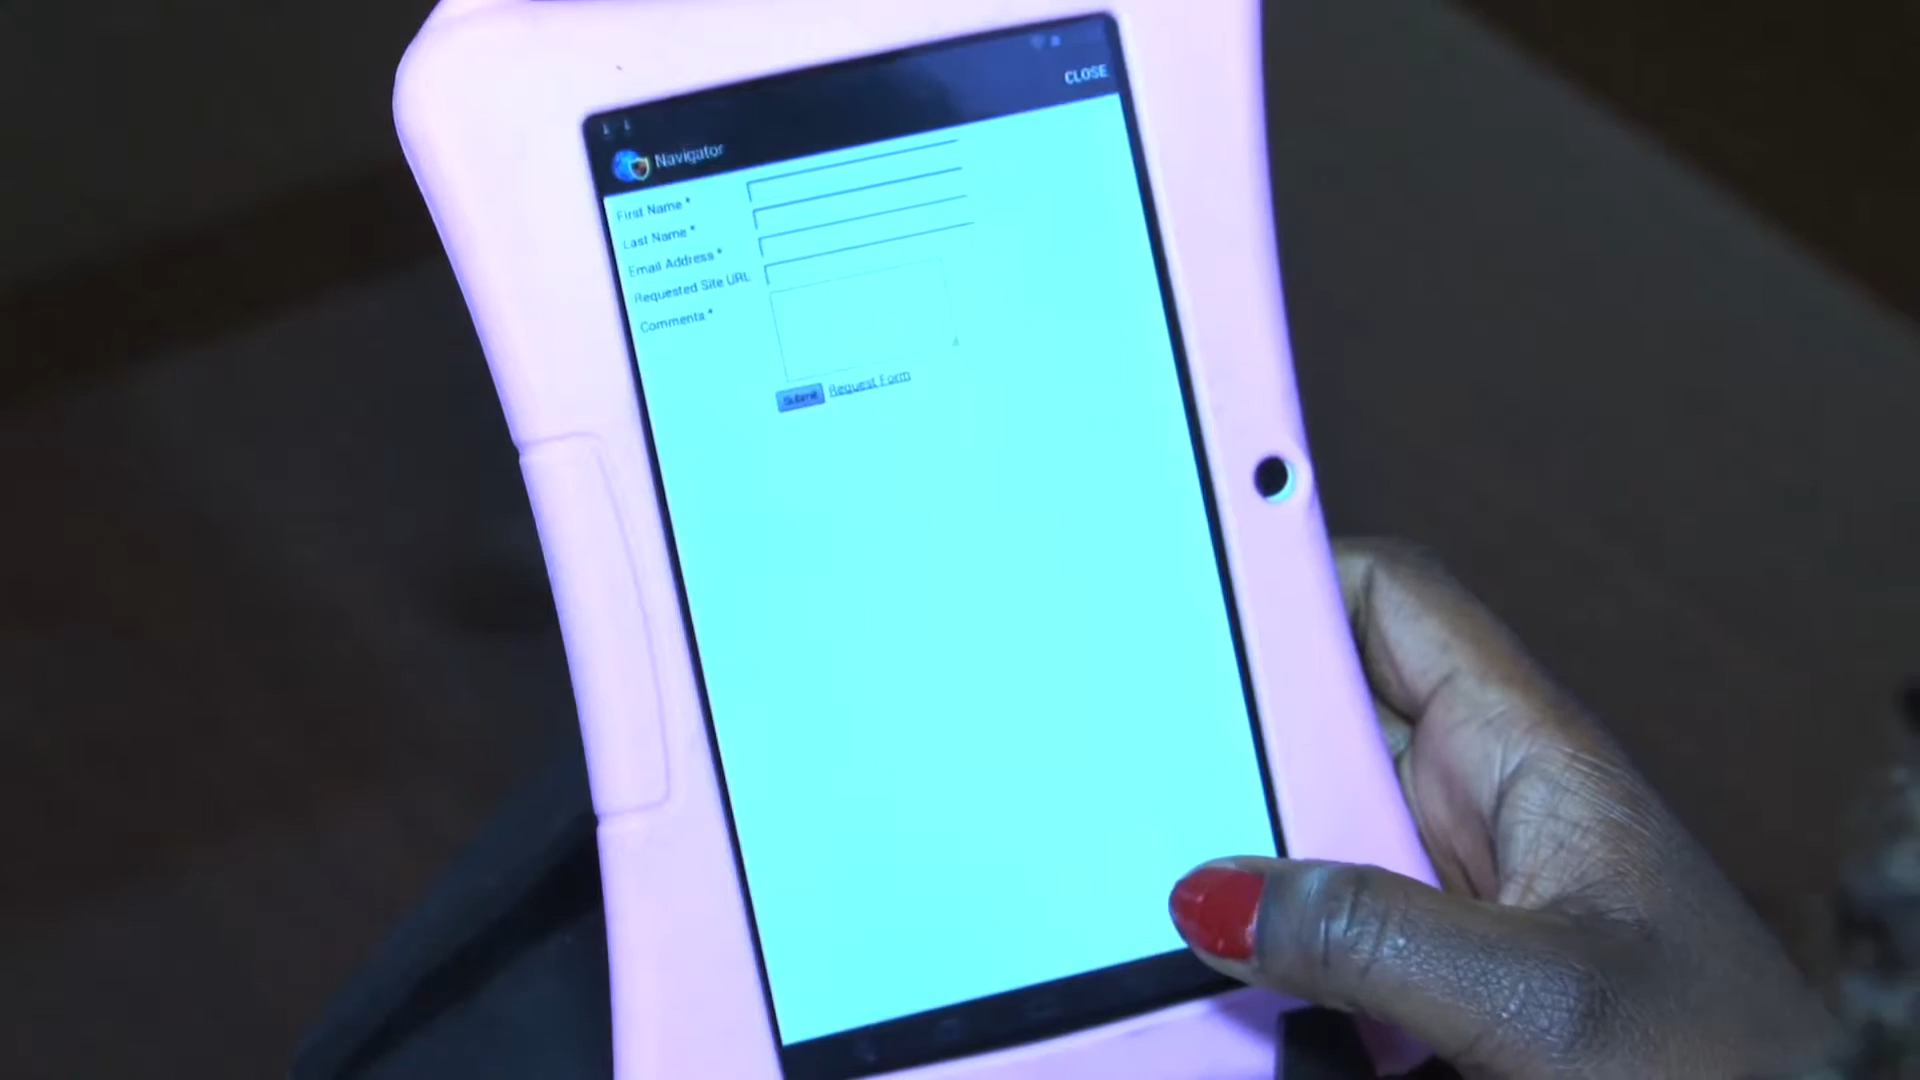 CLOSE
Navigator
First Name *
Last Name *
Email Address *
Requested Site URL
Comments *
Submit Request Form